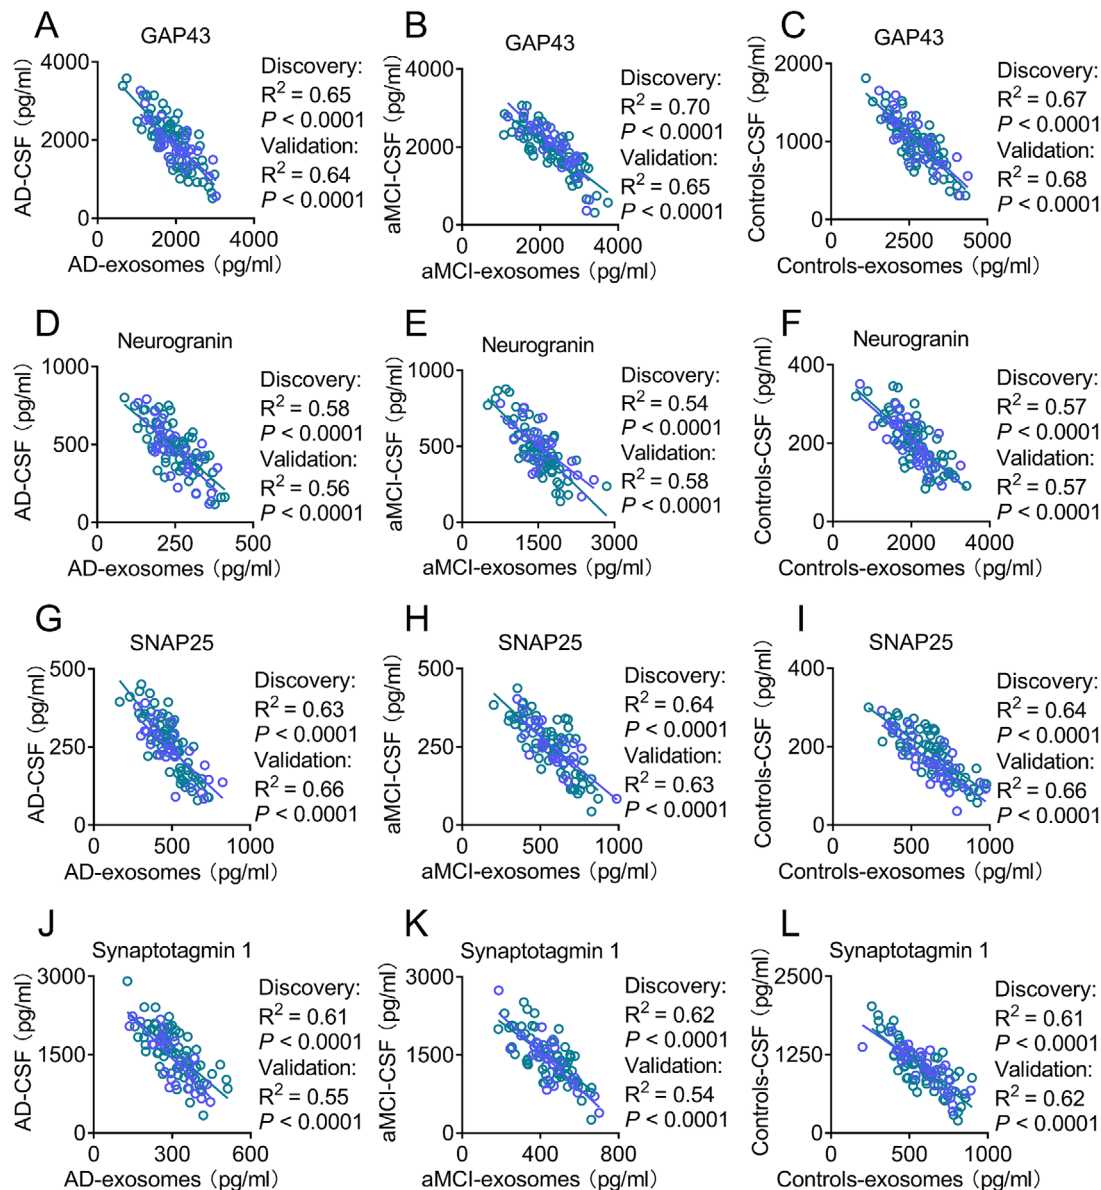 A
GAP43
AD-CSF (pg/ml)
4000
2000
0
0 2000 4000
AD-exosomes (pg/ml)
Discovery:
R2 = 0.65
P < 0.0001
Validation:
R2 = 0.64
P < 0.0001
B
GAP43
aMCI-CSF (pg/ml)
4000
2000
0
0 2000 4000
aMCI-exosomes (pg/ml)
Discovery:
R2 = 0.70
P < 0.0001
Validation:
R2 = 0.65
P < 0.0001
C
GAP43
Controls-CSF (pg/ml)
2000
1000
0
0 2500 5000
Controls-exosomes (pg/ml)
Discovery:
R2 = 0.67
P < 0.0001
Validation:
R2 = 0.68
P < 0.0001
D
Neurogranin
AD-CSF (pg/ml)
1000
500
0
0 250 500
AD-exosomes (pg/ml)
Discovery:
R2 = 0.58
P < 0.0001
Validation:
R2 = 0.56
P < 0.0001
E
Neurogranin
aMCI-CSF (pg/ml)
1000
500
0
0 1500 3000
aMCI-exosomes (pg/ml)
Discovery:
R2 = 0.54
P < 0.0001
Validation:
R2 = 0.58
P < 0.0001
F
Neurogranin
Controls-CSF (pg/ml)
400
200
0
0 2000 4000
Controls-exosomes (pg/ml)
Discovery:
R2 = 0.57
P < 0.0001
Validation:
R2 = 0.57
P < 0.0001
G
SNAP25
AD-CSF (pg/ml)
500
250
0
0 500 1000
AD-exosomes (pg/ml)
Discovery:
R2 = 0.63
P < 0.0001
Validation:
R2 = 0.66
P < 0.0001
H
SNAP25
aMCI-CSF (pg/ml)
500
250
0
0 500 1000
aMCI-exosomes (pg/ml)
Discovery:
R2 = 0.64
P < 0.0001
Validation:
R2 = 0.63
P < 0.0001
I
SNAP25
Controls-CSF (pg/ml)
400
200
0
0 500 1000
Controls-exosomes (pg/ml)
Discovery:
R2 = 0.64
P < 0.0001
Validation:
R2 = 0.66
P < 0.0001
J
Synaptotagmin 1
AD-CSF (pg/ml)
3000
1500
0
0 300 600
AD-exosomes (pg/ml)
Discovery:
R2 = 0.61
P < 0.0001
Validation:
R2 = 0.55
P < 0.0001
K
Synaptotagmin 1
aMCI-CSF (pg/ml)
3000
1500
0
0 400 800
aMCI-exosomes (pg/ml)
Discovery:
R2 = 0.62
P < 0.0001
Validation:
R2 = 0.54
P < 0.0001
L
Synaptotagmin 1
Controls-CSF (pg/ml)
2500
1250
0
0 500 1000
Controls-exosomes (pg/ml)
Discovery:
R2 = 0.61
P < 0.0001
Validation:
R2 = 0.62
P < 0.0001